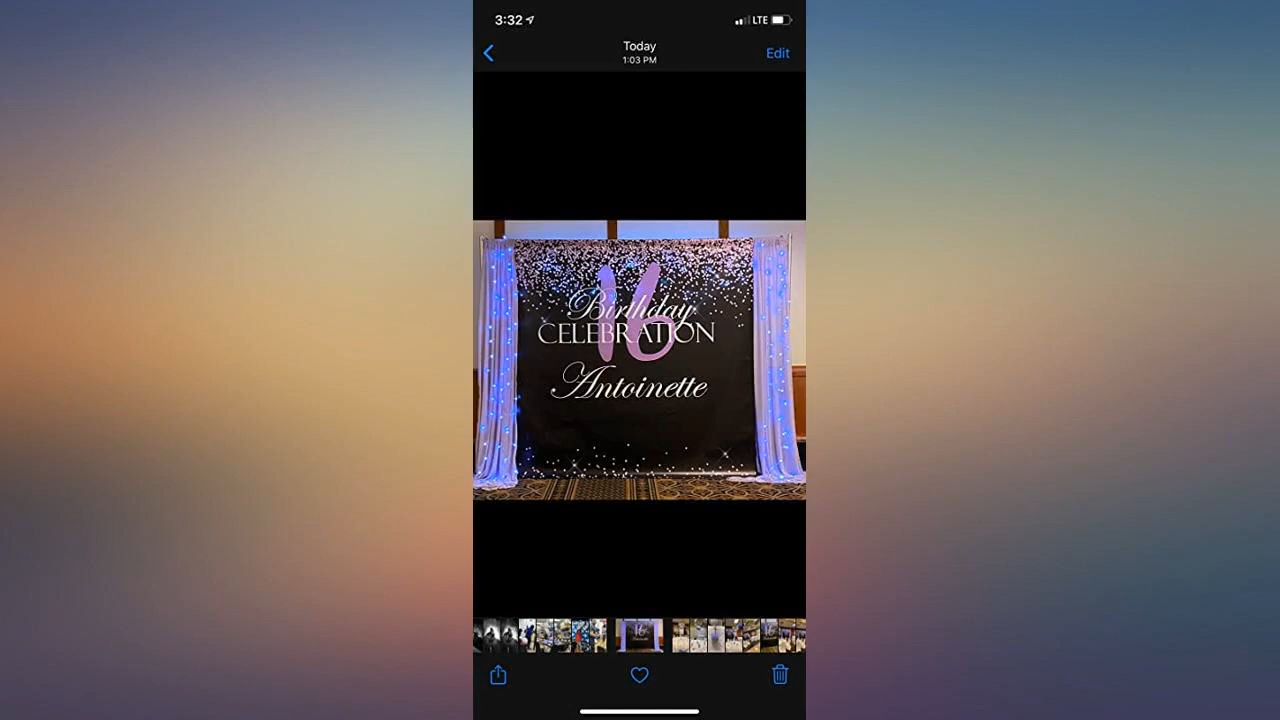 3:32
LTE
Today
1:03 PM
Edit
16
Birthday
CELEBRATION
Antoinette